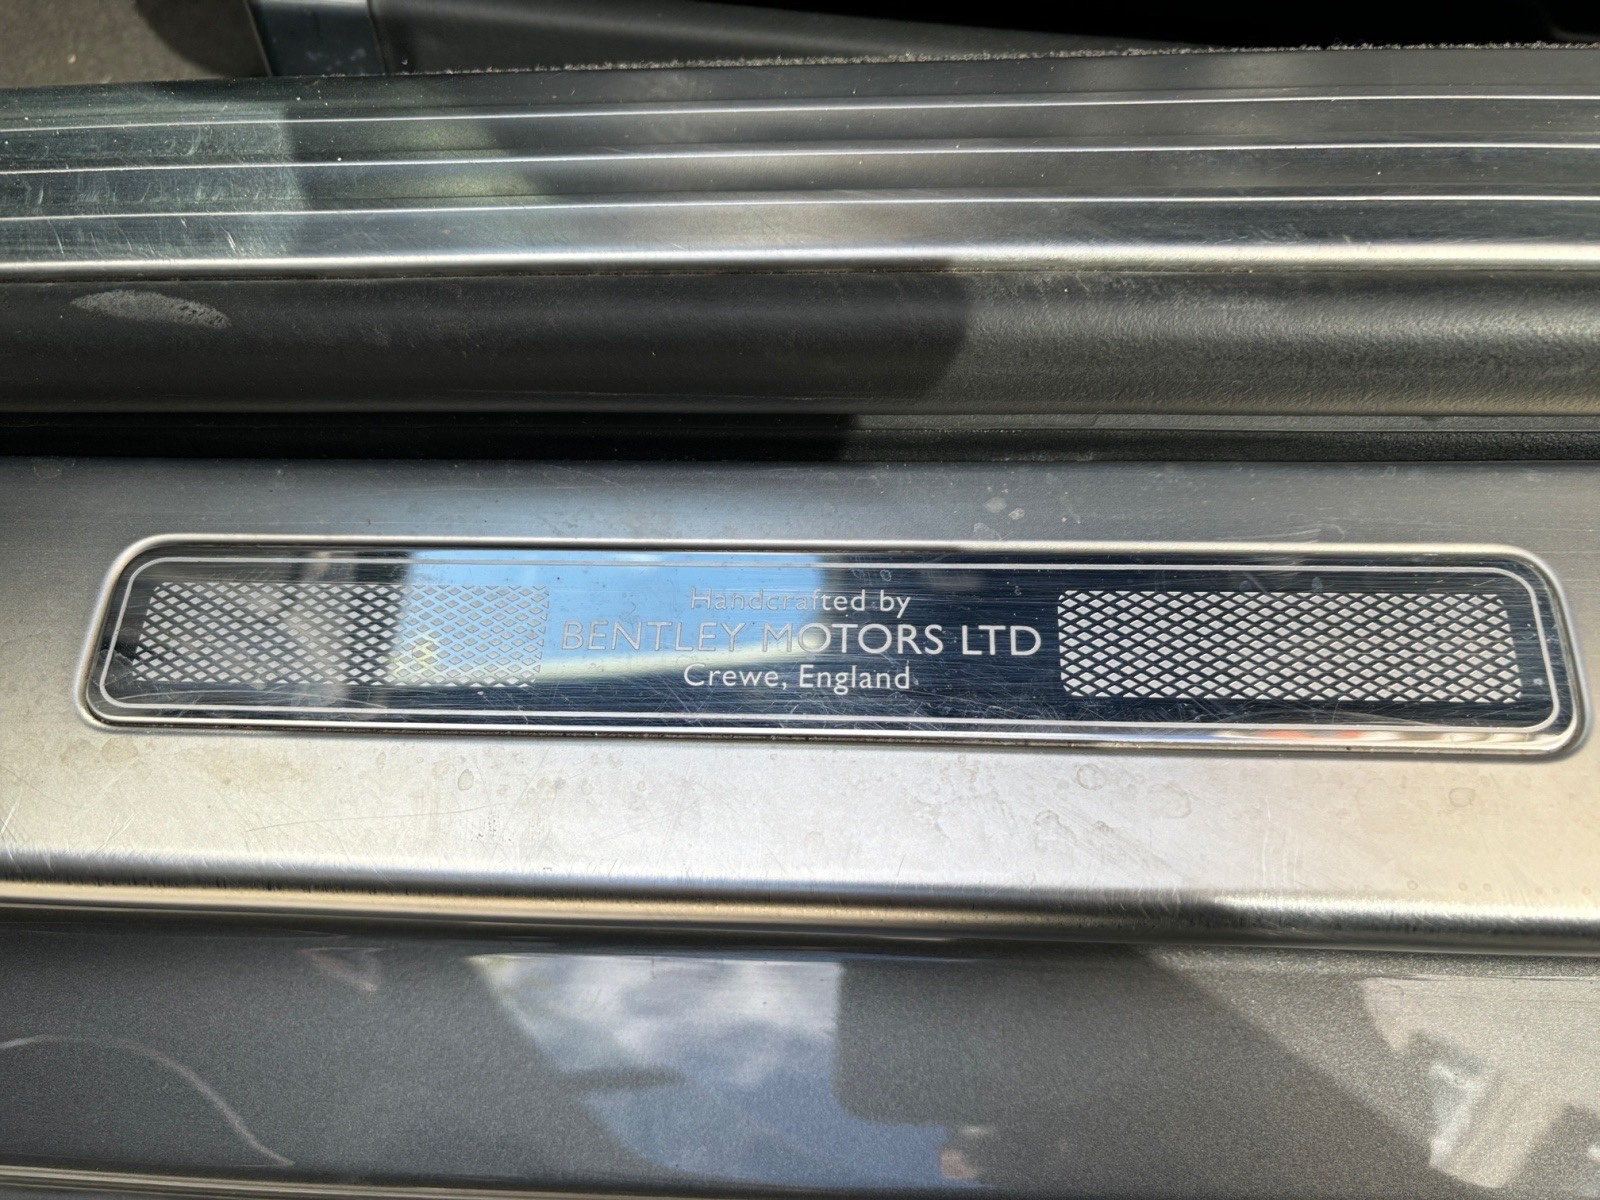 Handcrafted by
BENTLEY MOTORS LTD
Crewe, England